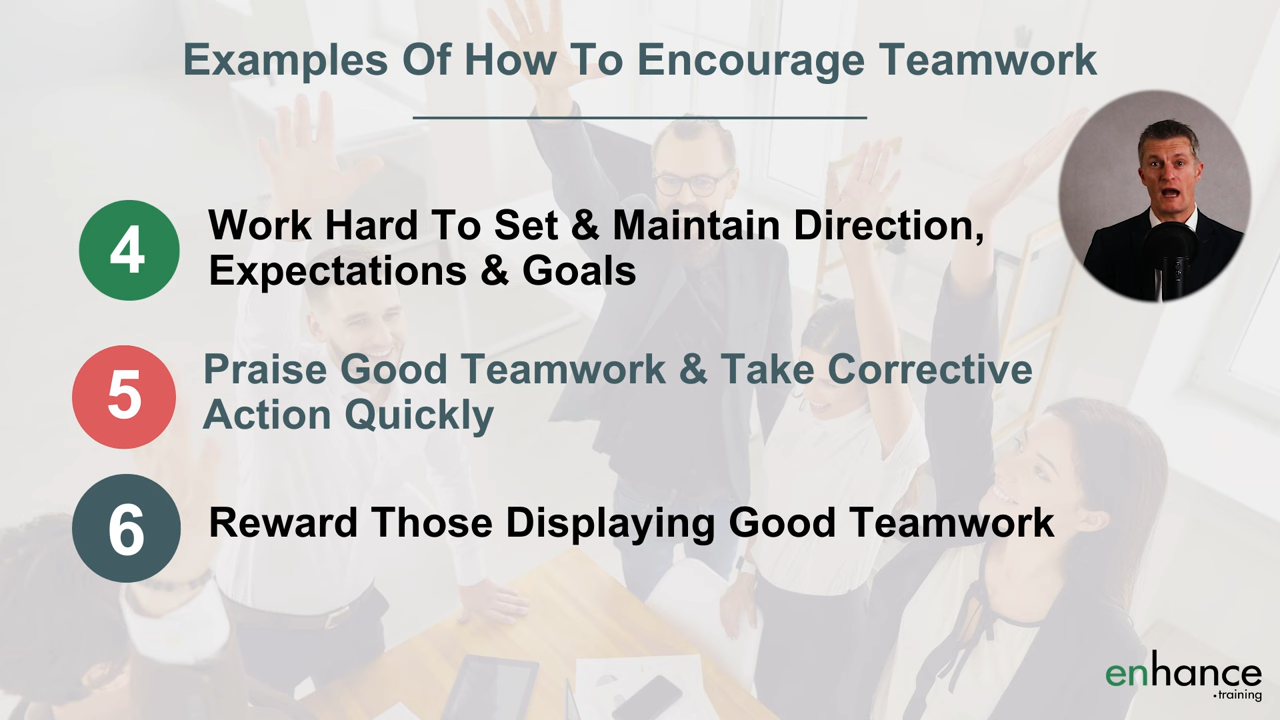 Examples Of How To Encourage Teamwork
4
Work Hard To Set & Maintain Direction,
Expectations & Goals
5
Praise Good Teamwork & Take Corrective
Action Quickly
6
Reward Those Displaying Good Teamwork
enhance
.training